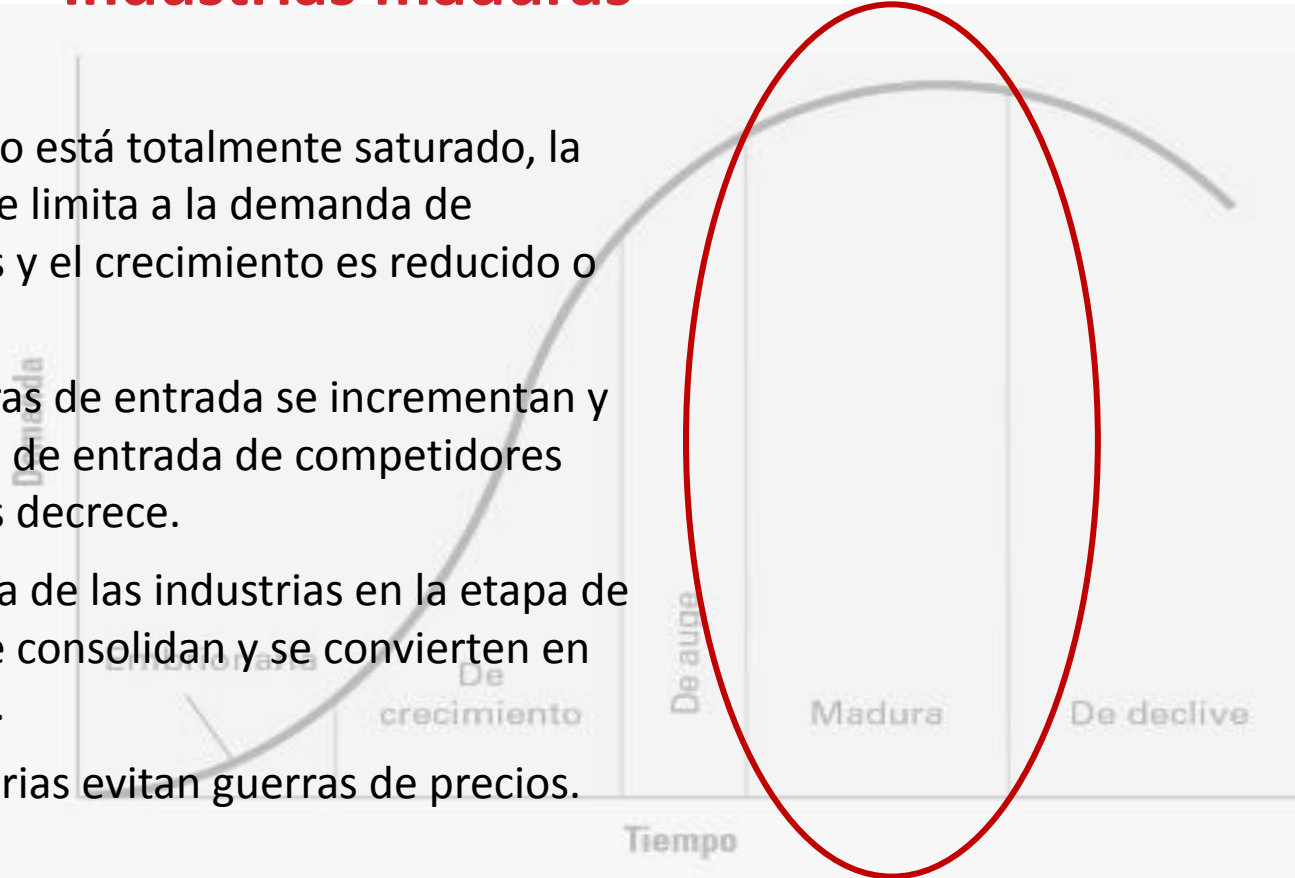 Industrias maduras
o está totalmente saturado, la
e limita a la demanda de
s y el crecimiento es reducido o
ras de entrada se incrementan y
de entrada de competidores
s decrece.
a de las industrias en la etapa de
e consolidan y se convierten en
.
rias evitan guerras de precios.
Demanda
Embrionaria
De
crecimiento
De auge
Madura
De declive
Tiempo